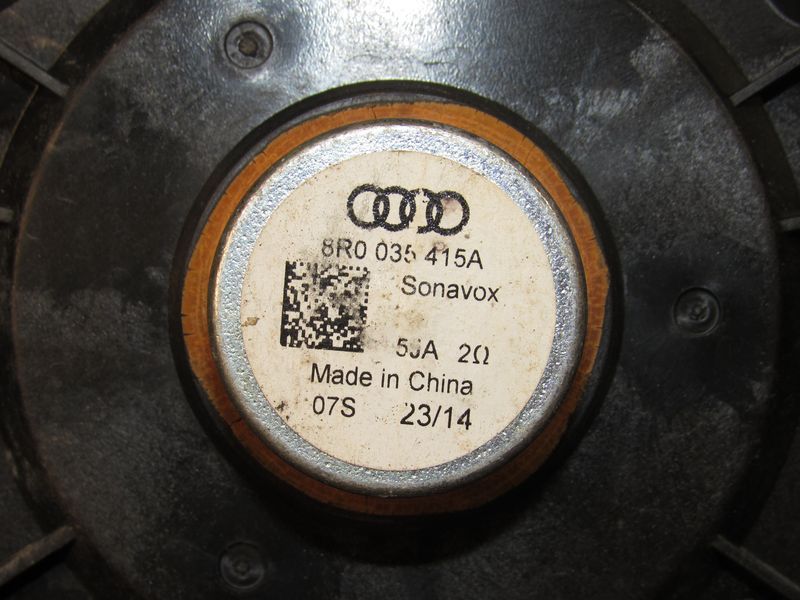 8R0 035 415A
Sonavox
2Ω
Made in China
07S 23/14